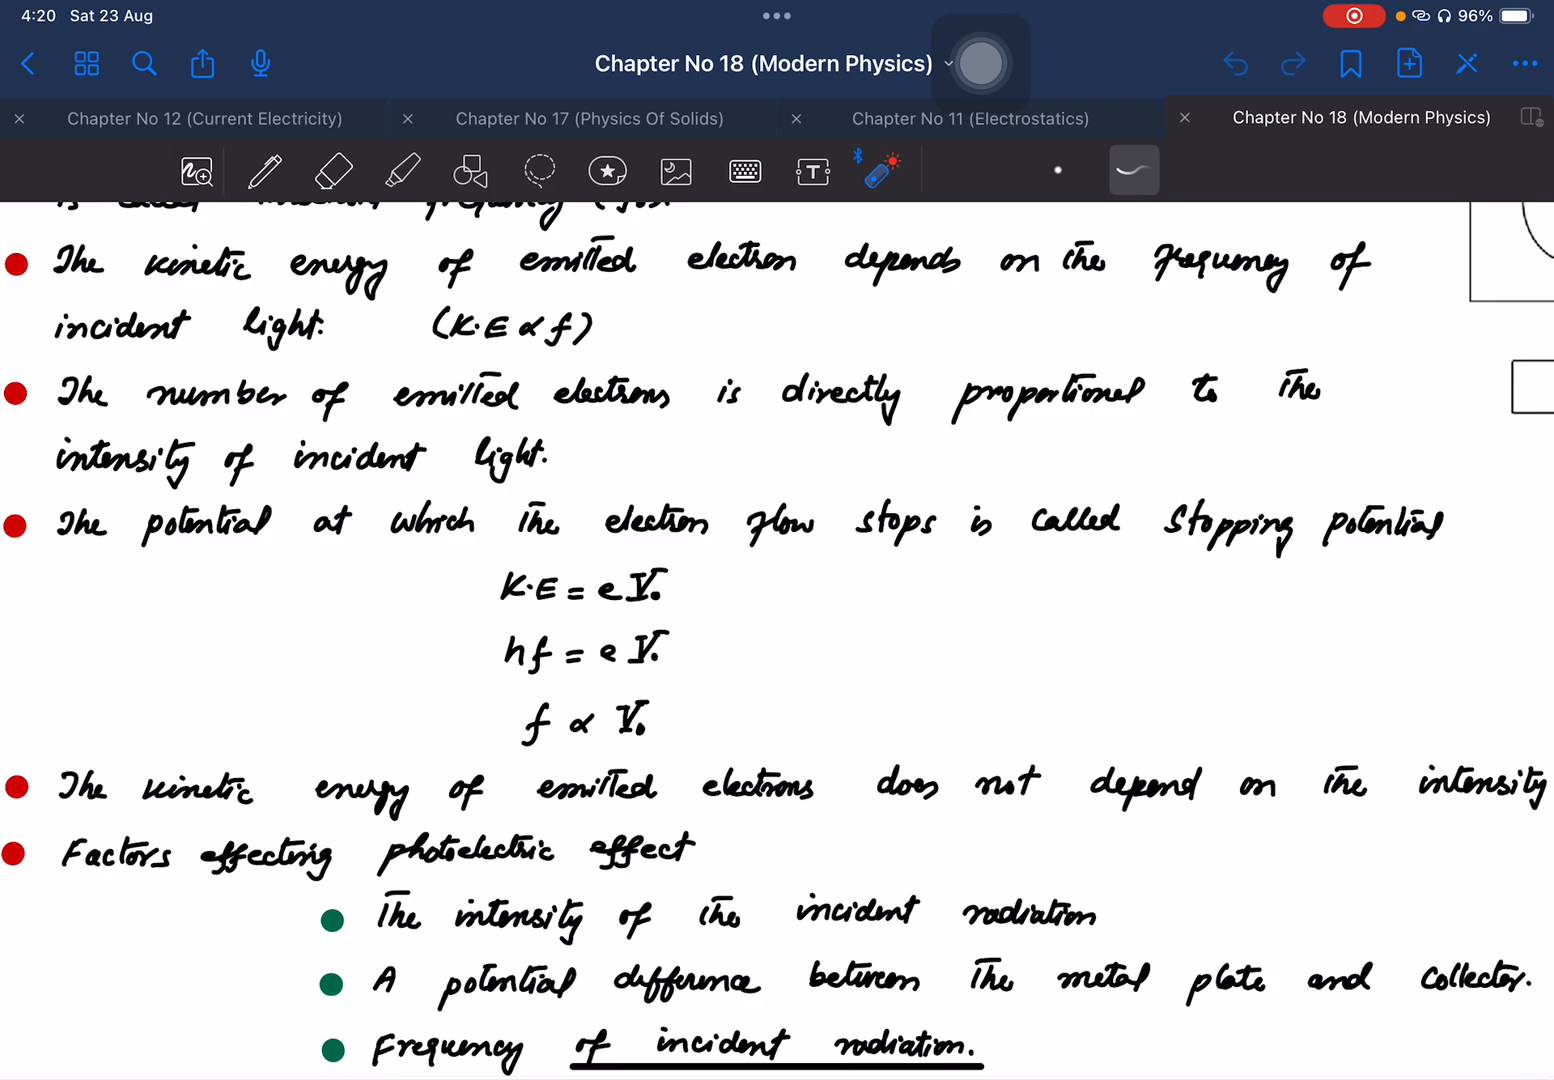 4:20 Sat 23 Aug
96%
Chapter No 18 (Modern Physics)
Chapter No 12 (Current Electricity)
Chapter No 17 (Physics Of Solids)
Chapter No 11 (Electrostatics)
Chapter No 18 (Modern Physics)
is called incident frequency
The kinetic energy of emitted electron depends on the frequency of
incident light. (K.E ∝ f)
The number of emitted electrons is directly proportional to the
intensity of incident light.
The potential at which the electron flow stops is called stopping potential
K.E = eV₀
hf = eV₀
f ∝ V₀
The kinetic energy of emitted electrons does not depend on the intensity
Factors effecting photoelectric effect
The intensity of the incident radiation
A potential difference between the metal plate and collector.
Frequency of incident radiation.